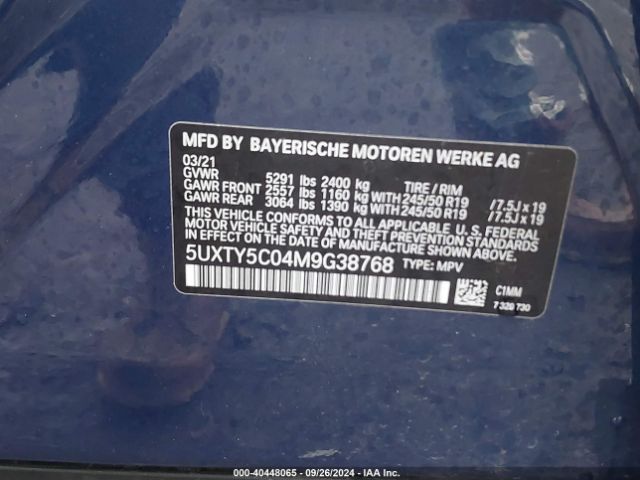 MFD BY BAYERISCHE MOTOREN WERKE AG
03/21
GVWR 5291 lbs 2400 kg TIRE / RIM
GAWR FRONT 2557 lbs 1160 kg WITH 245/50 R19 /7.5J x 19
GAWR REAR 3064 lbs 1390 kg WITH 245/50 R19 /7.5J x 19
THIS VEHICLE CONFORMS TO ALL APPLICABLE U. S. FEDERAL
MOTOR VEHICLE SAFETY AND THEFT PREVENTION STANDARDS
IN EFFECT ON THE DATE OF MANUFACTURE SHOWN ABOVE.
5UXTY5C04M9G38768 TYPE: MPV
C1MM
7 329 730
000-40448065 - 09/26/2024 - IAA Inc.